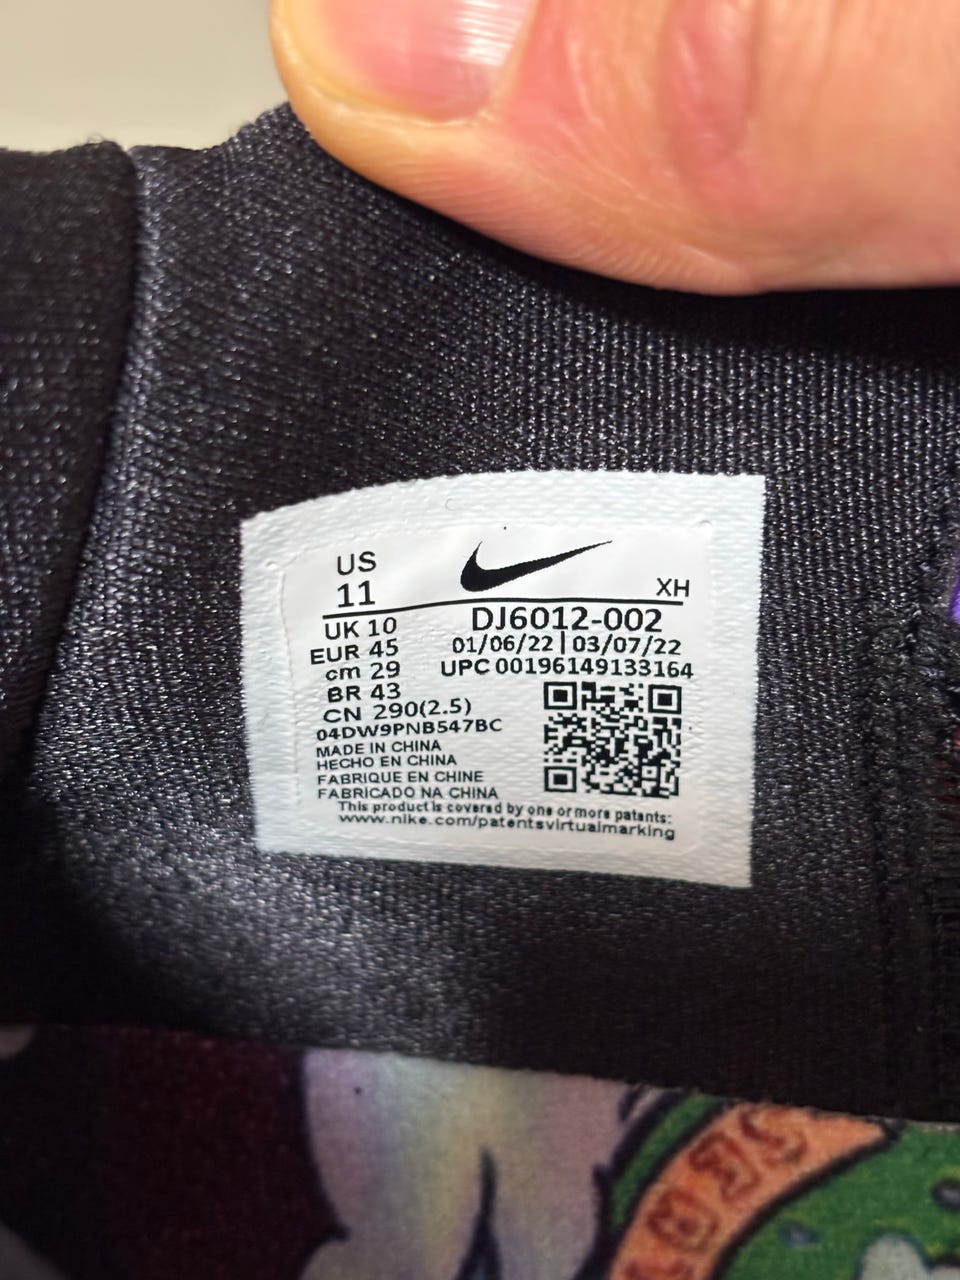 US
11
XH
UK 10
DJ6012-002
EUR 45
01/06/22|03/07/22
cm 29
UPC 00196149133164
BR 43
CN 290(2.5)
04DW9PNB547BC
MADE IN CHINA
HECHO EN CHINA
FABRIQUE EN CHINE
FABRICADO NA CHINA
This product is covered by one or more patents:
www.nike.com/patentsvirtualmarking